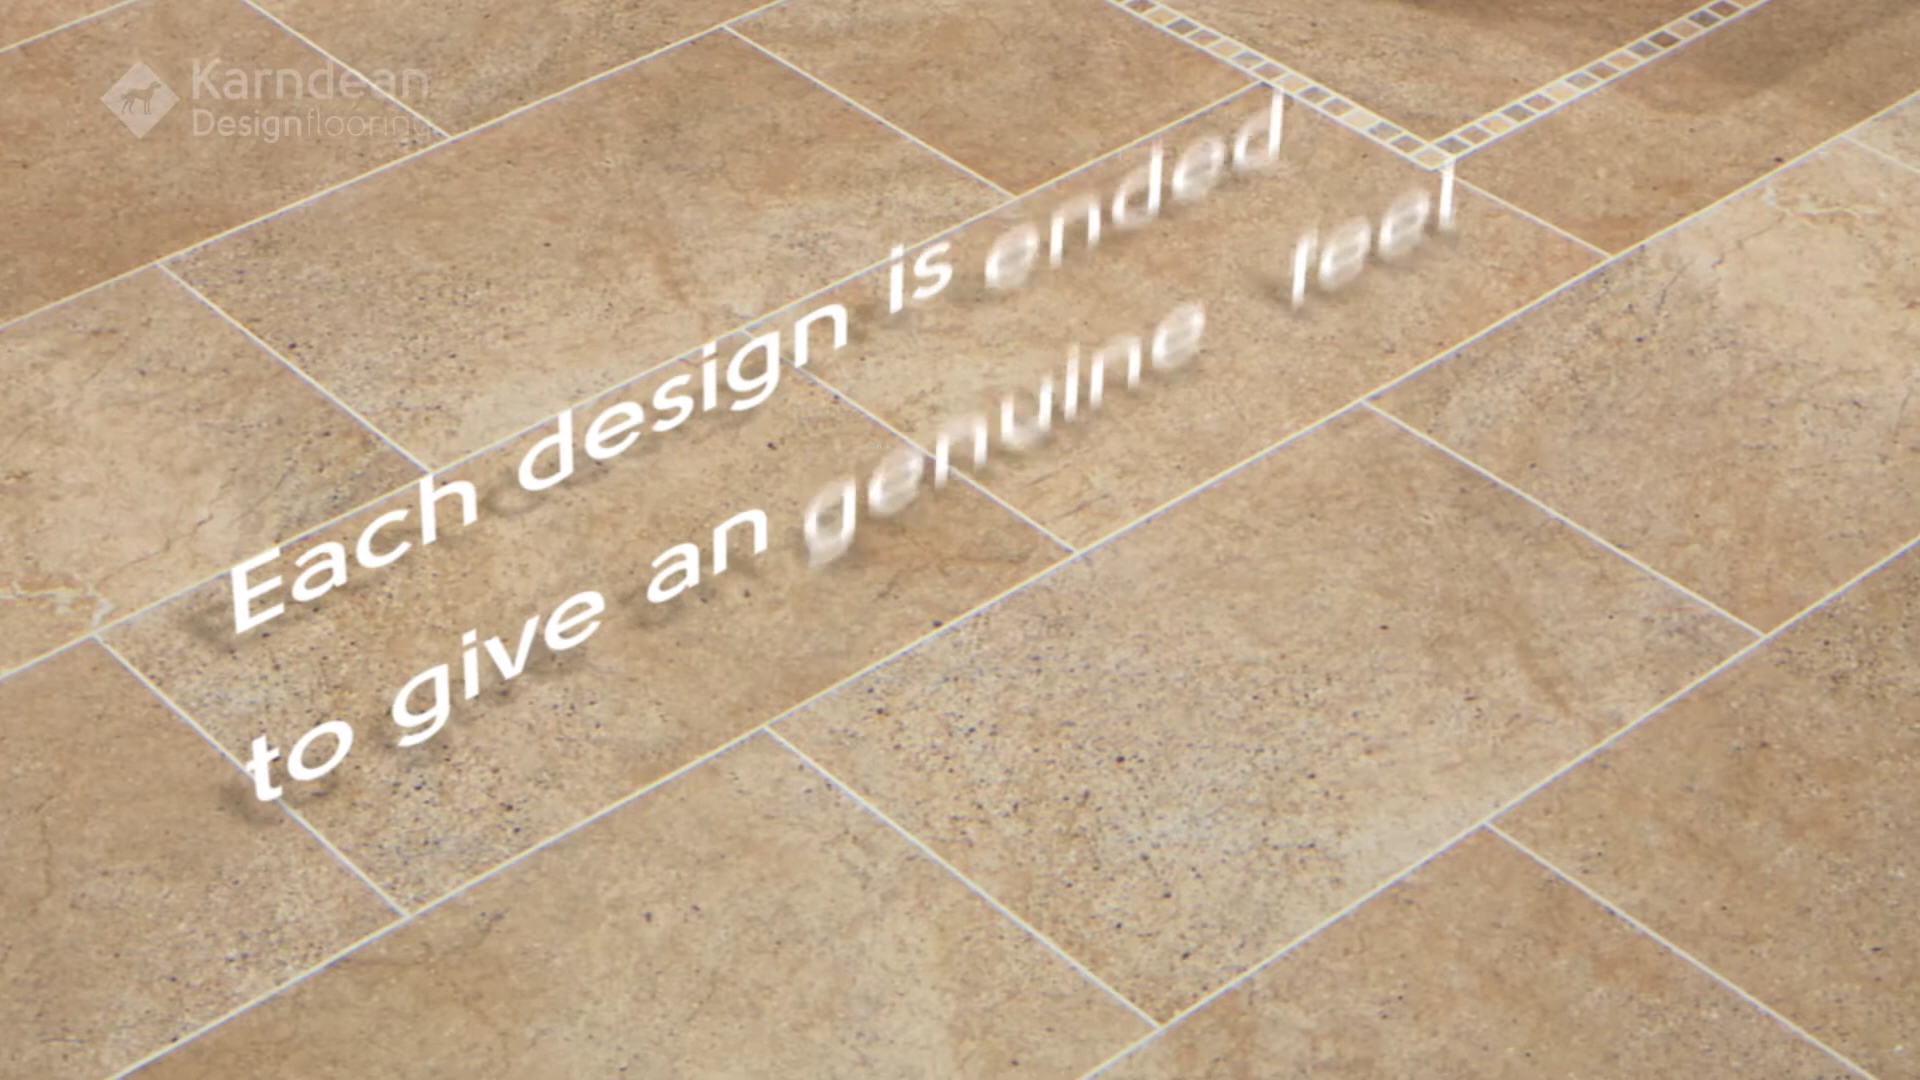 Karndean
Designflooring
Each design is ended
to give an genuine feel